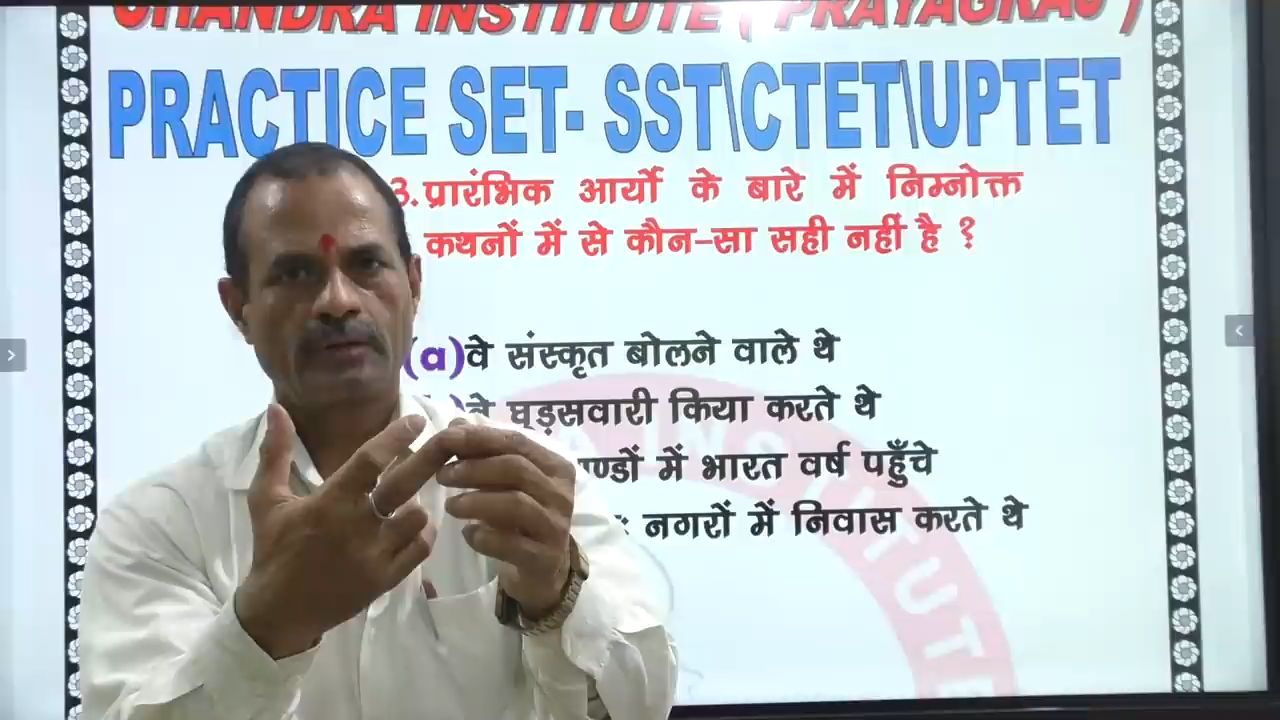 CHANDRA INSTITUTE ( PRAYAGRAJ )
PRACTICE SET- SST\CTET\UPTET
3. प्रारंभिक आर्यो के बारे में निम्नोक्त
कथनों में से कौन-सा सही नहीं है ?
(a)वे संस्कृत बोलने वाले थे
वे घुड़सवारी किया करते थे
में भारत वर्ष पहुँचे
नगरों में निवास करते थे
INSTITUTE